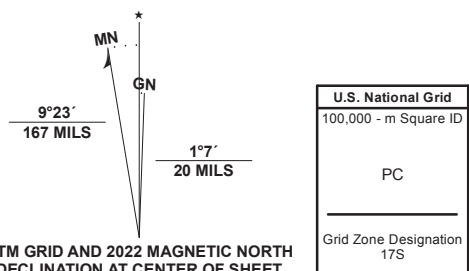 ★
MN
GN
9°23´
167 MILS
1°7´
20 MILS
TM GRID AND 2022 MAGNETIC NORTH
DECLINATION AT CENTER OF SHEET
U.S. National Grid
100,000 - m Square ID
PC
Grid Zone Designation
17S